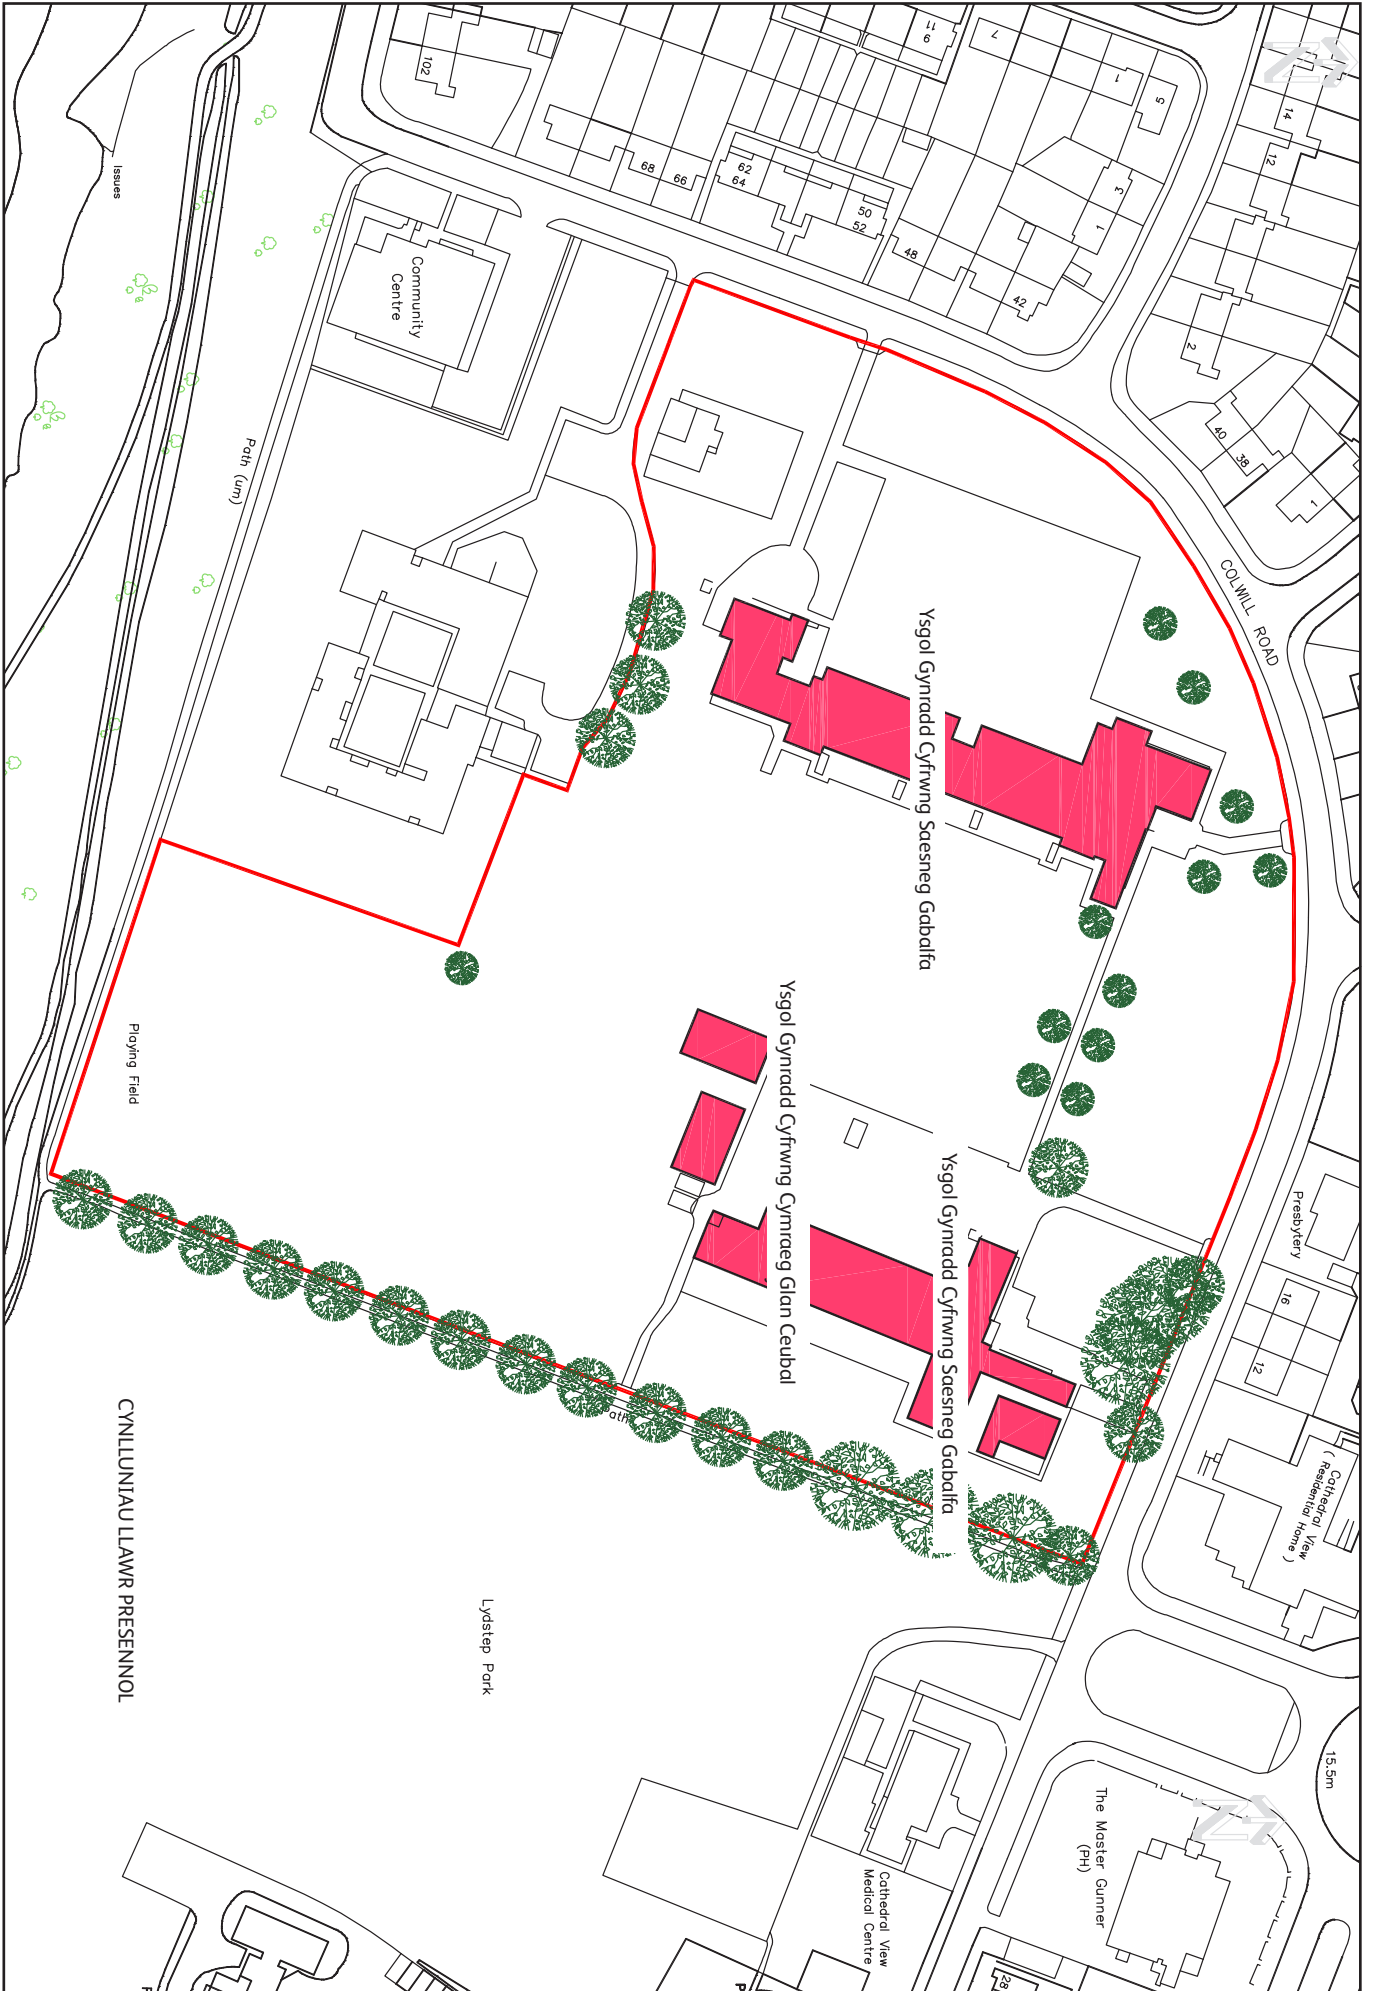 14
12
5
7
11
9
1
3
1
102
68
66
62
64
50
52
48
42
2
40
38
1
Issues
Community
Centre
Path (um)
COLWILL ROAD
Ysgol Gynradd Cyfrwng Saesneg Gabalfa
Ysgol Gynradd Cyfrwng Cymraeg Glan Ceubal
Ysgol Gynradd Cyfrwng Saesneg Gabalfa
Playing Field
Presbytery
16
12
Cathedral View
( Residential Home )
CYNLLUNIAU LLAWR PRESENNOL
Lydstep Park
15.5m
The Master Gunner
(PH)
Cathedral View
Medical Centre
28